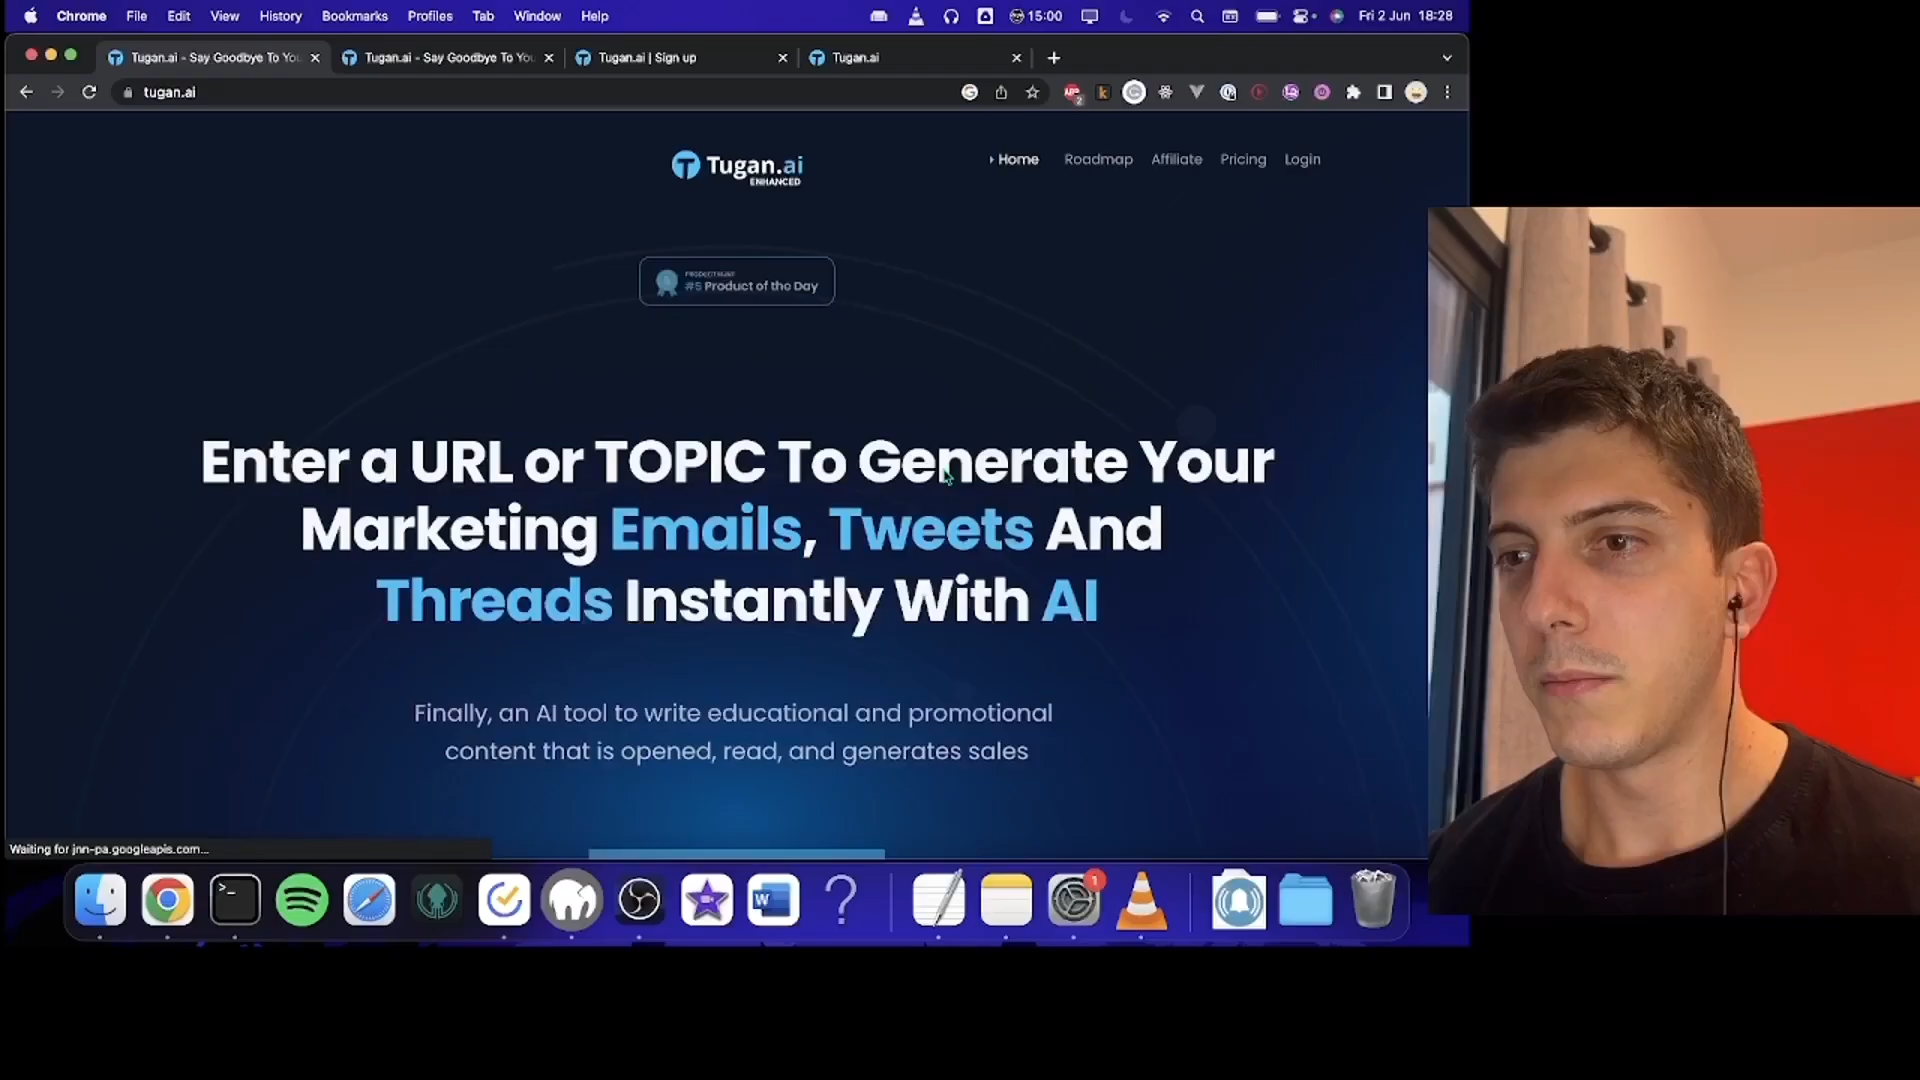 Chrome File Edit View History Bookmarks Profiles Tab Window Help 15:00 Fri 2 Jun 18:28
Tugan.ai - Say Goodbye To You Tugan.ai - Say Goodbye To You Tugan.ai | Sign up Tugan.ai
tugan.ai
Tugan.ai
ENHANCED
Home Roadmap Affiliate Pricing Login
PRODUCT HUNT
#5 Product of the Day
Enter a URL or TOPIC To Generate Your
Marketing Emails, Tweets And
Threads Instantly With AI
Finally, an AI tool to write educational and promotional
content that is opened, read, and generates sales
Waiting for jnn-pa.googleapis.com...